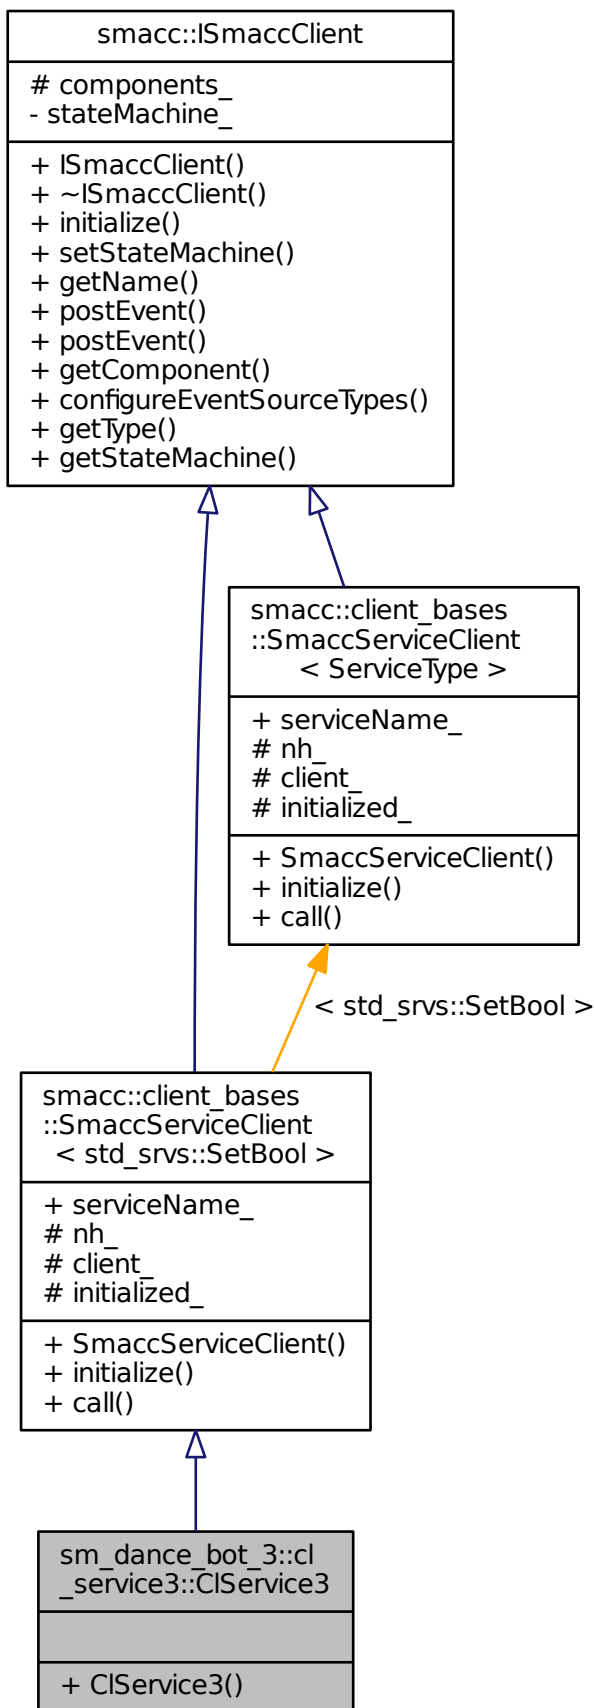 smacc::ISmaccClient
# components_
- stateMachine_
+ ISmaccClient()
+ ~ISmaccClient()
+ initialize()
+ setStateMachine()
+ getName()
+ postEvent()
+ postEvent()
+ getComponent()
+ configureEventSourceTypes()
+ getType()
+ getStateMachine()
smacc::client_bases
::SmaccServiceClient
< ServiceType >
+ serviceName_
# nh_
# client_
# initialized_
+ SmaccServiceClient()
+ initialize()
+ call()
< std_srvs::SetBool >
smacc::client_bases
::SmaccServiceClient
< std_srvs::SetBool >
+ serviceName_
# nh_
# client_
# initialized_
+ SmaccServiceClient()
+ initialize()
+ call()
sm_dance_bot_3::cl
_service3::ClService3
+ ClService3()